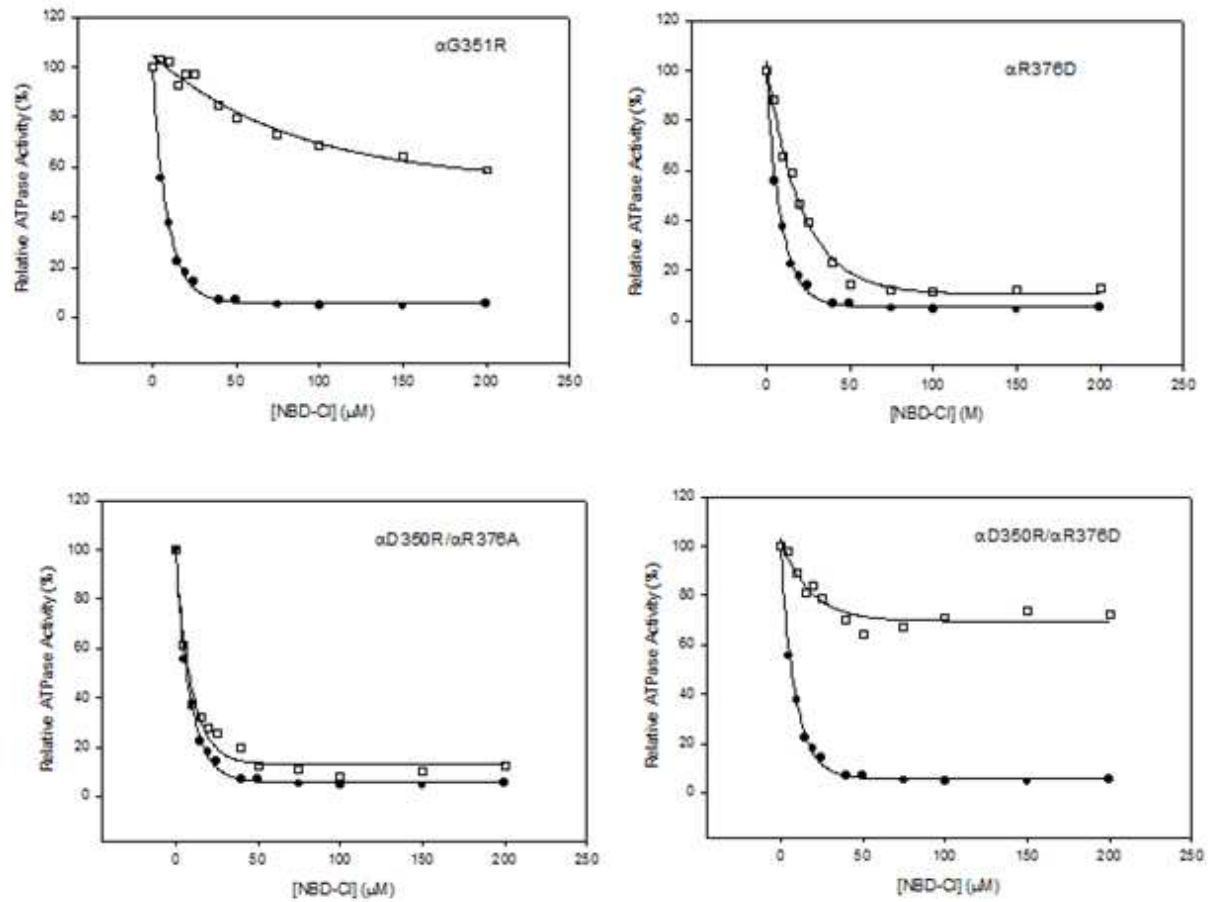 αG351R
Relative ATPase Activity (%)
120
100
80
60
40
20
0
0 50 100 150 200 250
[NBD-Cl] (μM)
αR376D
Relative ATPase Activity (%)
120
100
80
60
40
20
0
0 50 100 150 200 250
[NBD-Cl] (M)
αD350R/αR376A
Relative ATPase Activity (%)
120
100
80
60
40
20
0
0 50 100 150 200 250
[NBD-Cl] (μM)
αD350R/αR376D
Relative ATPase Activity (%)
120
100
80
60
40
20
0
0 50 100 150 200 250
[NBD-Cl] (μM)